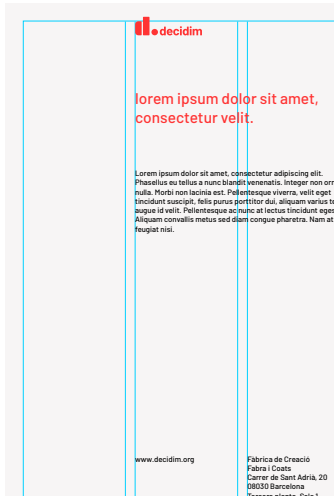 decidim
lorem ipsum dolor sit amet,
consectetur velit.
Lorem ipsum dolor sit amet, consectetur adipiscing elit.
Phasellus eu tellus a nunc blandit venenatis. Integer non
nulla. Morbi non lacinia est. Pellentesque viverra, velit eget
tincidunt suscipit, felis purus porttitor dui, aliquam varius
augue id velit. Pellentesque ac nunc at lectus tincidunt
Aliquam convallis metus sed diam congue pharetra. Nam at
feugiat nisi.
www.decidim.org
Fàbrica de Creació
Fabra i Coats
Carrer de Sant Adrià, 20
08030 Barcelona